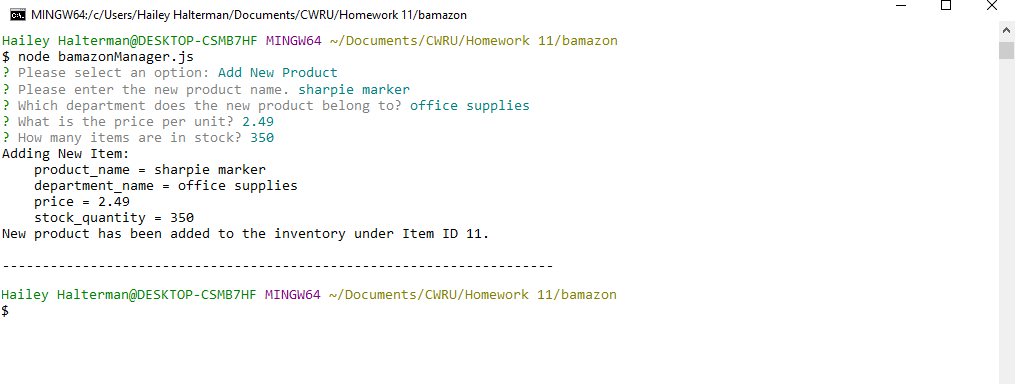 MINGW64:/c/Users/Hailey Halterman/Documents/CWRU/Homework 11/bamazon
Hailey Halterman@DESKTOP-CSMB7HF MINGW64 ~/Documents/CWRU/Homework 11/bamazon
$ node bamazonManager.js
? Please select an option: Add New Product
? Please enter the new product name. sharpie marker
? Which department does the new product belong to? office supplies
? What is the price per unit? 2.49
? How many items are in stock? 350
Adding New Item:
    product_name = sharpie marker
    department_name = office supplies
    price = 2.49
    stock_quantity = 350
New product has been added to the inventory under Item ID 11.
---------------------------------------------------------------------
Hailey Halterman@DESKTOP-CSMB7HF MINGW64 ~/Documents/CWRU/Homework 11/bamazon
$